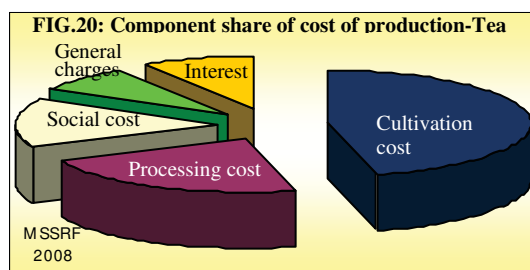 FIG.20: Component share of cost of production-Tea
General
charges
Interest
Social cost
Cultivation
cost
Processing cost
MSSRF
2008